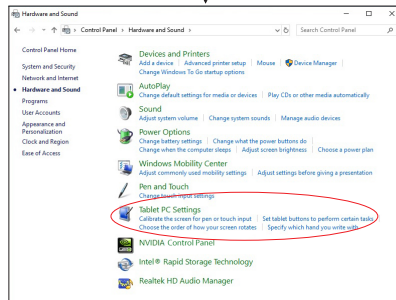 Hardware and Sound
Control Panel › Hardware and Sound › Search Control Panel
Control Panel Home
System and Security
Network and Internet
Hardware and Sound
Programs
User Accounts
Appearance and
Personalization
Clock and Region
Ease of Access
Devices and Printers
Add a device Advanced printer setup Mouse Device Manager
Change Windows To Go startup options
AutoPlay
Change default settings for media or devices Play CDs or other media automatically
Sound
Adjust system volume Change system sounds Manage audio devices
Power Options
Change battery settings Change what the power buttons do
Change when the computer sleeps Adjust screen brightness Choose a power plan
Windows Mobility Center
Adjust commonly used mobility settings Adjust settings before giving a presentation
Pen and Touch
Change touch input settings
Tablet PC Settings
Calibrate the screen for pen or touch input Set tablet buttons to perform certain tasks
Choose the order of how your screen rotates Specify which hand you write with
NVIDIA Control Panel
Intel® Rapid Storage Technology
Realtek HD Audio Manager